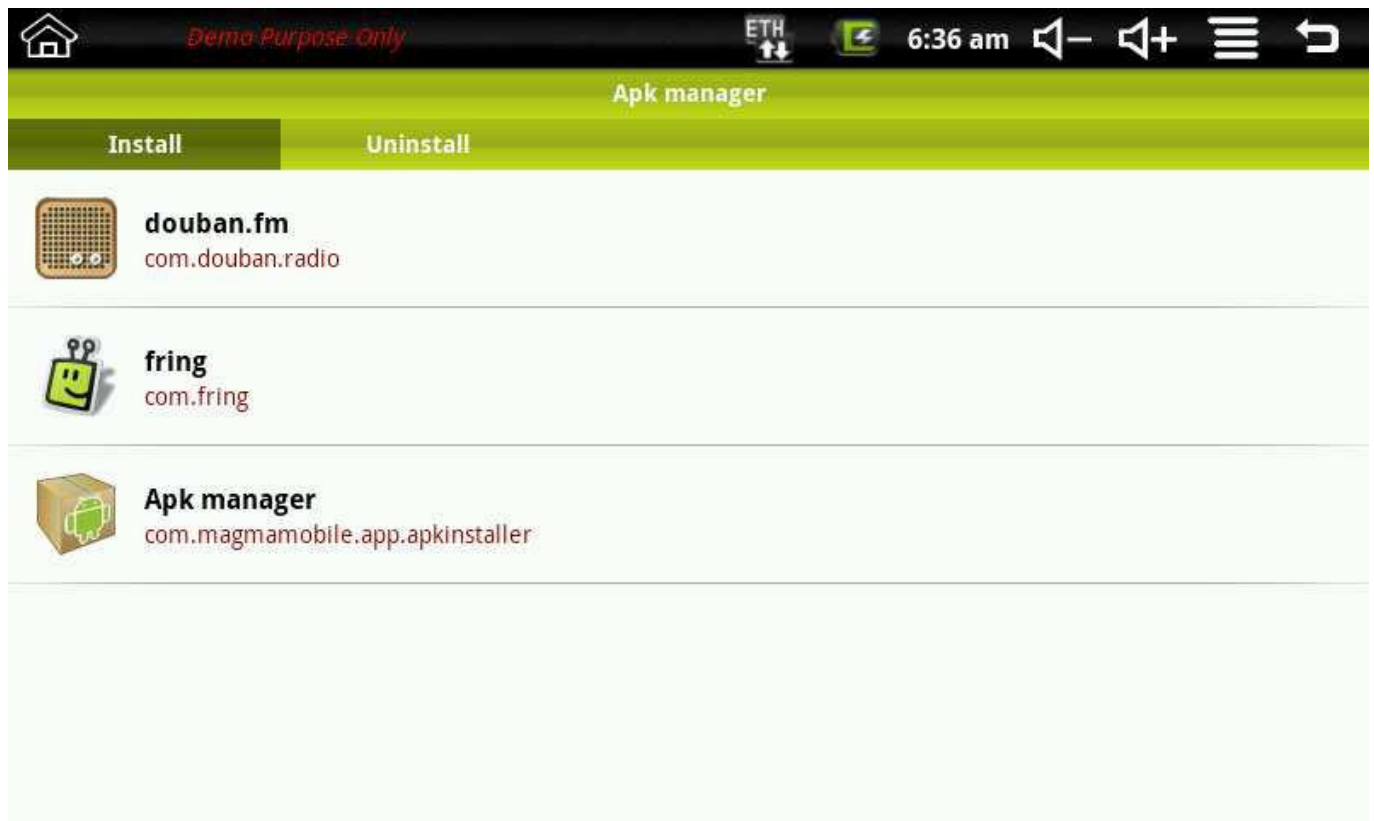 Demo Purpose Only
ETH
6:36 am
Apk manager
Install
Uninstall
douban.fm
com.douban.radio
fring
com.fring
Apk manager
com.magmamobile.app.apkinstaller